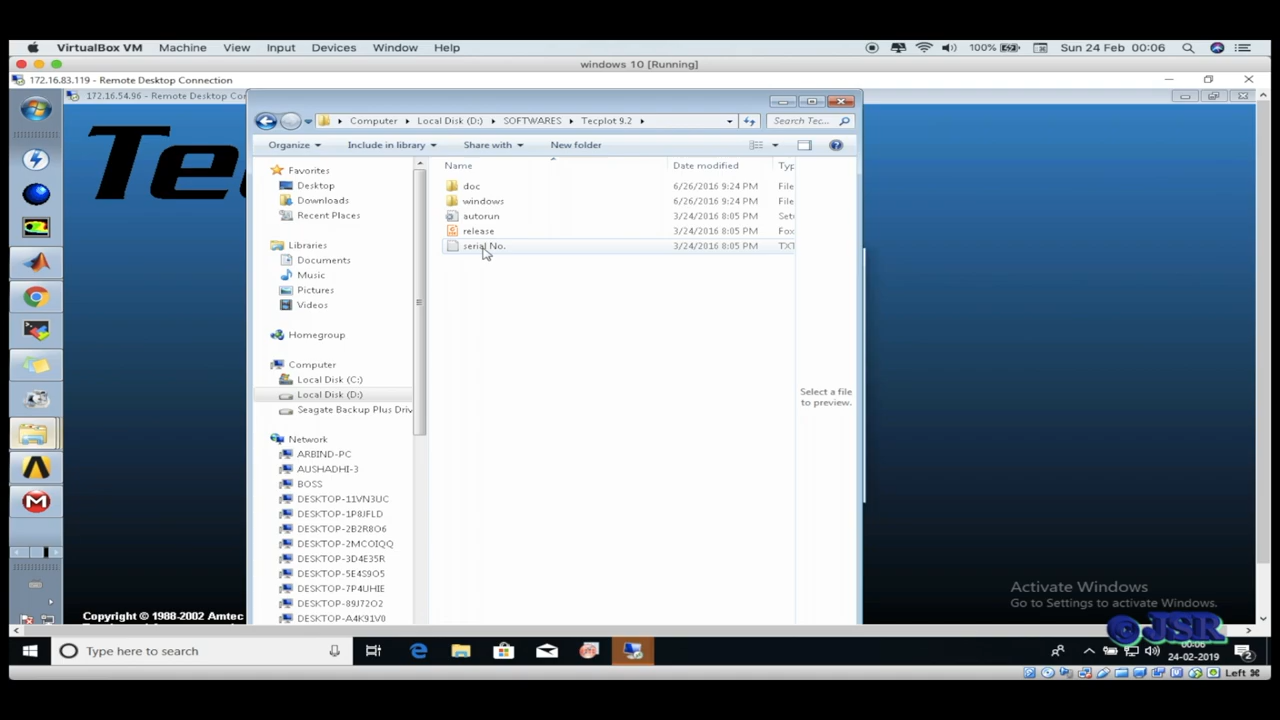 VirtualBox VM Machine View Input Devices Window Help 100% Sun 24 Feb 00:06
windows 10 [Running]
172.16.83.119 - Remote Desktop Connection
172.16.54.96 - Remote Desktop Con
Te
Computer Local Disk (D:) SOFTWARES Tecplot 9.2 Search Tec...
Organize Include in library Share with New folder
Favorites
Desktop
Downloads
Recent Places
Libraries
Documents
Music
Pictures
Videos
Homegroup
Computer
Local Disk (C:)
Local Disk (D:)
Seagate Backup Plus Driv
Network
ARBIND-PC
AUSHADHI-3
BOSS
DESKTOP-11VN3UC
DESKTOP-1P8JFLD
DESKTOP-2B2R8O6
DESKTOP-2MCOIQQ
DESKTOP-3D4E35R
DESKTOP-5E4S9O5
DESKTOP-7P4UHIE
DESKTOP-89J72O2
DESKTOP-A4K91V0
Name Date modified Typ
doc 6/26/2016 9:24 PM File
windows 6/26/2016 9:24 PM File
autorun 3/24/2016 8:05 PM Set
release 3/24/2016 8:05 PM Fox
serial No. 3/24/2016 8:05 PM TXT
Select a file
to preview.
Activate Windows
Go to Settings to activate Windows.
Copyright © 1988-2002 Amtec
© JSR
Type here to search
00:06
24-02-2019
2
Left ⌘